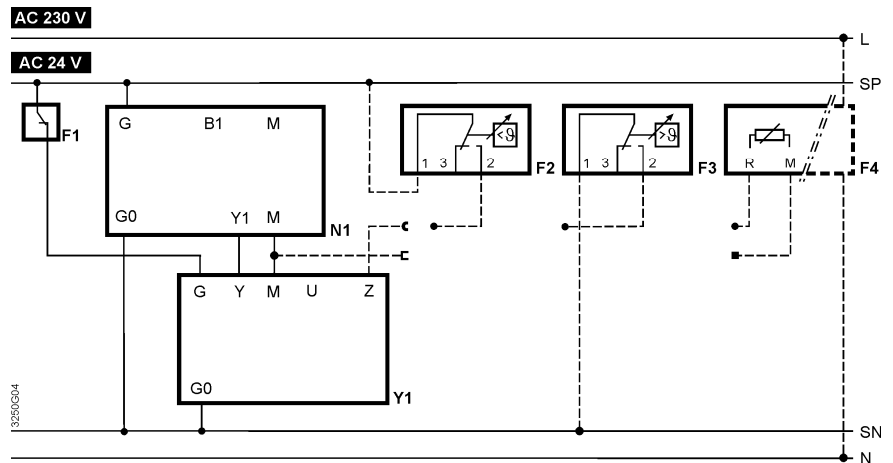 AC 230 V
L
AC 24 V
SP
F1
G B1 M
G0 Y1 M
N1
<ϑ
1 3 2
F2
>ϑ
1 3 2
F3
R M
F4
G Y M U Z
G0
Y1
3250G04
SN
N